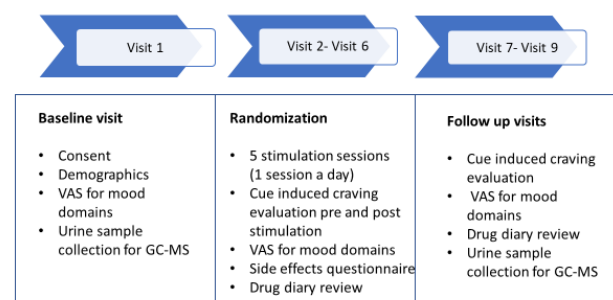 Visit 1
Visit 2- Visit 6
Visit 7- Visit 9
Baseline visit
• Consent
• Demographics
• VAS for mood
domains
• Urine sample
collection for GC-MS
Randomization
• 5 stimulation sessions
(1 session a day)
• Cue induced craving
evaluation pre and post
stimulation
• VAS for mood domains
• Side effects questionnaire
• Drug diary review
Follow up visits
• Cue induced craving
evaluation
• VAS for mood
domains
• Drug diary review
• Urine sample
collection for GC-MS